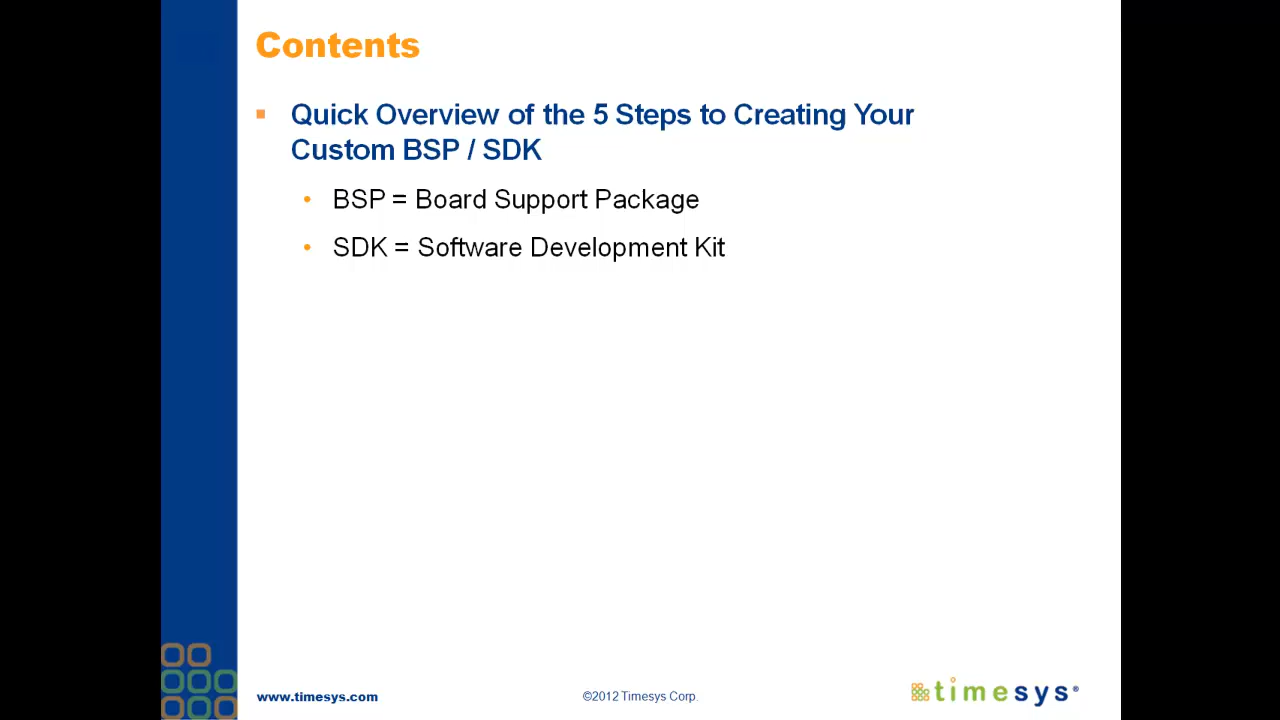 Contents
Quick Overview of the 5 Steps to Creating Your
Custom BSP / SDK
BSP = Board Support Package
SDK = Software Development Kit
www.timesys.com
©2012 Timesys Corp.
timesys®